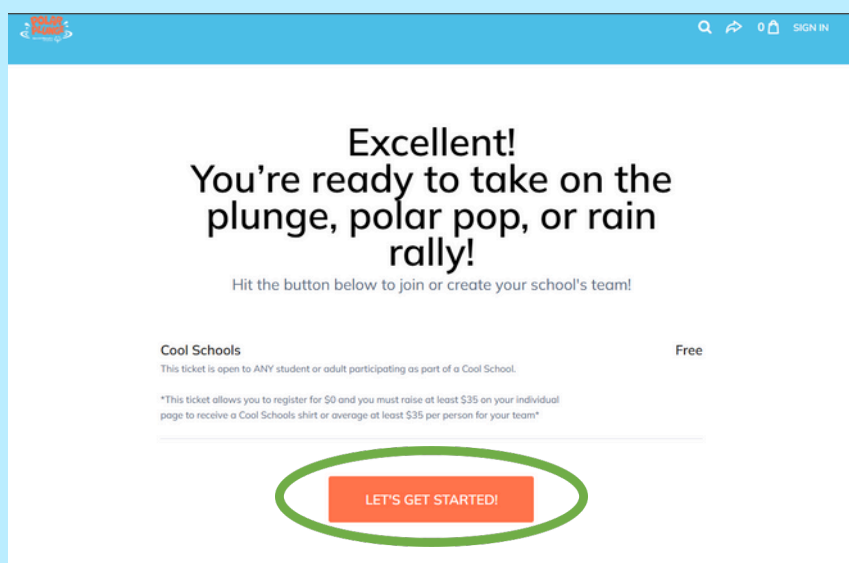 POLAR
PLUNGE
0
SIGN IN
Excellent!
You're ready to take on the
plunge, polar pop, or rain
rally!
Hit the button below to join or create your school's team!
Cool Schools
Free
This ticket is open to ANY student or adult participating as part of a Cool School.
*This ticket allows you to register for $0 and you must raise at least $35 on your individual
page to receive a Cool Schools shirt or average at least $35 per person for your team*
LET'S GET STARTED!